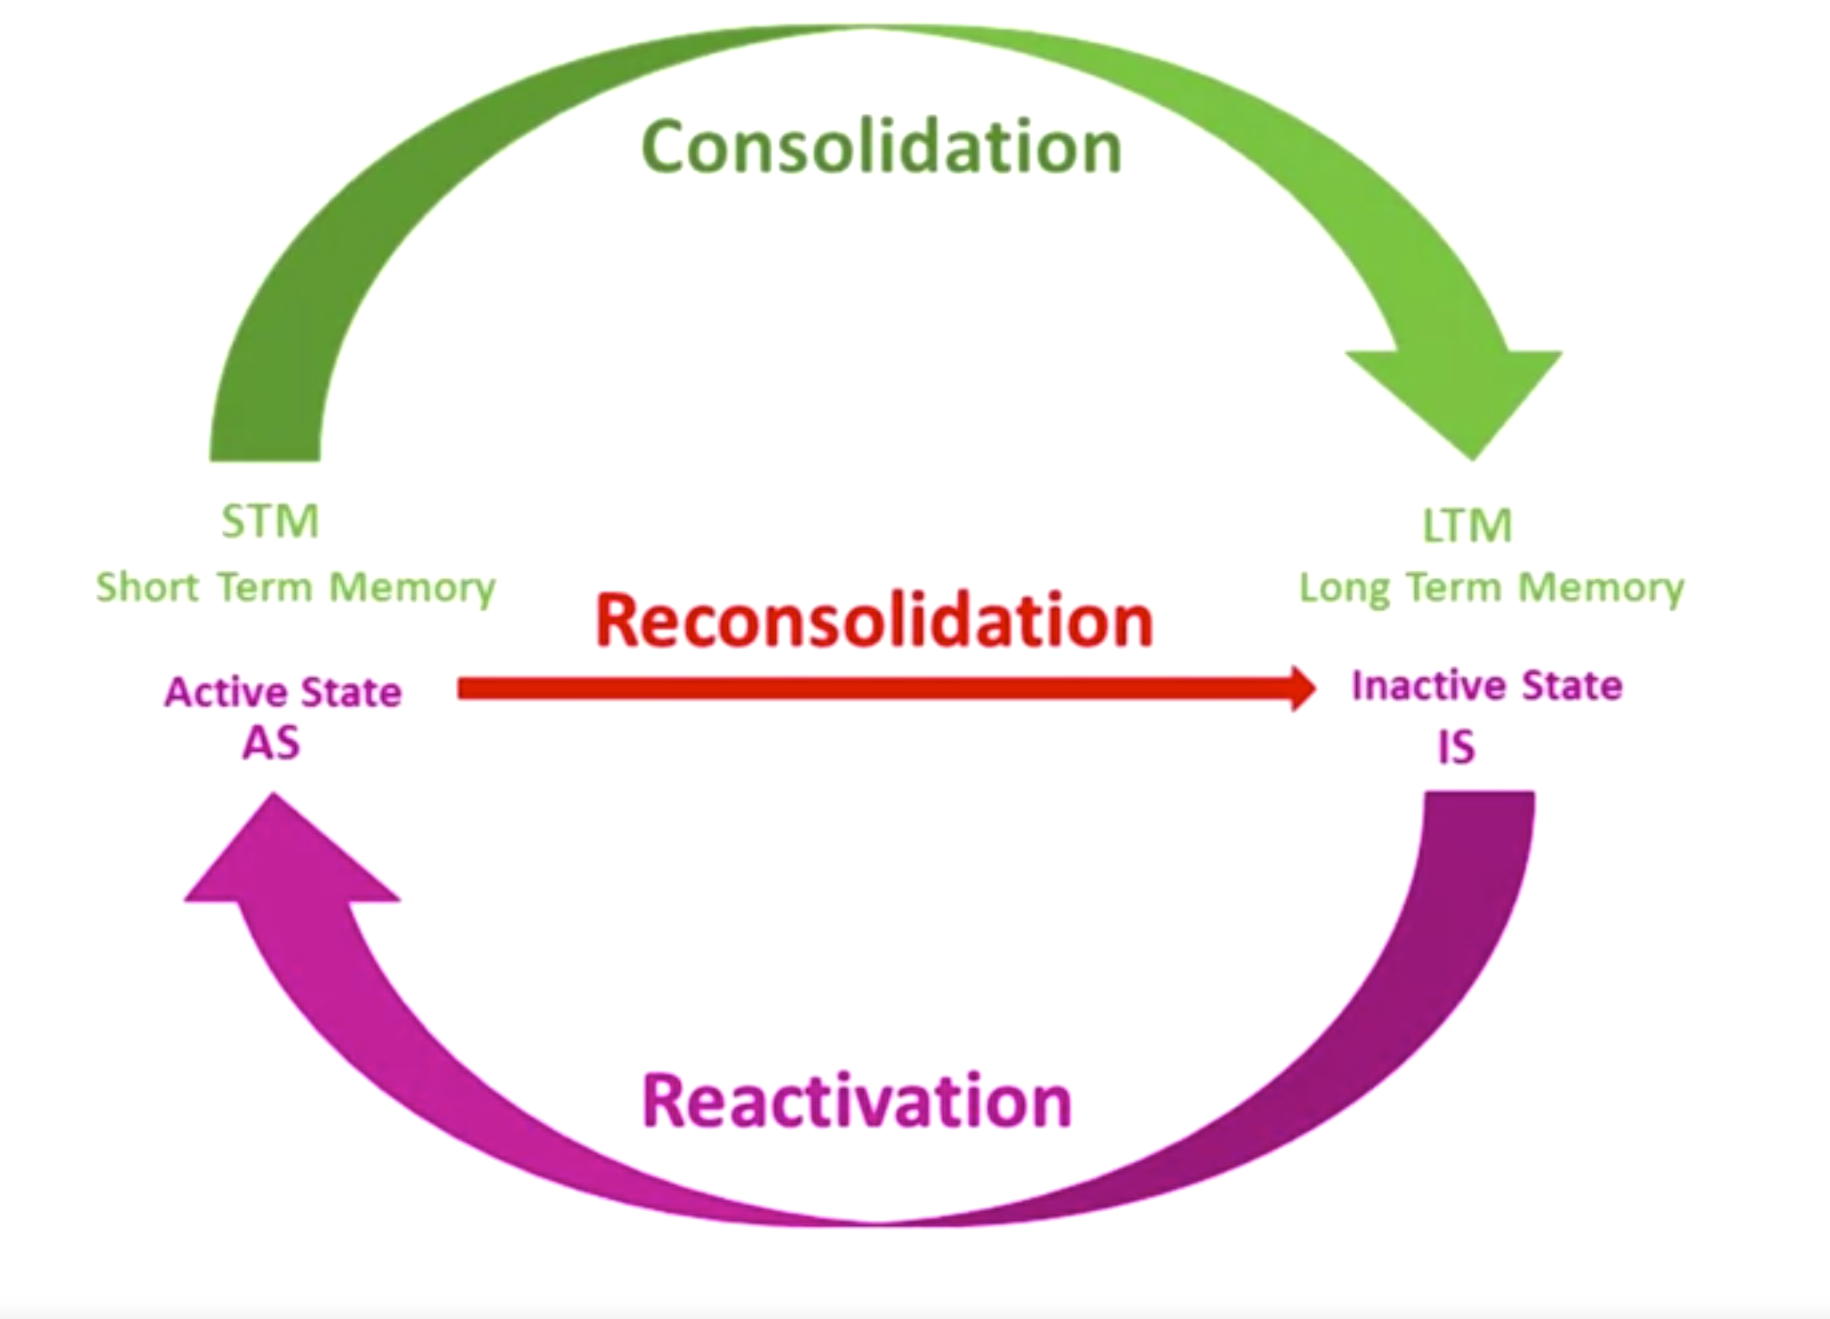 Consolidation
STM
Short Term Memory
LTM
Long Term Memory
Reconsolidation
Active State
AS
Inactive State
IS
Reactivation